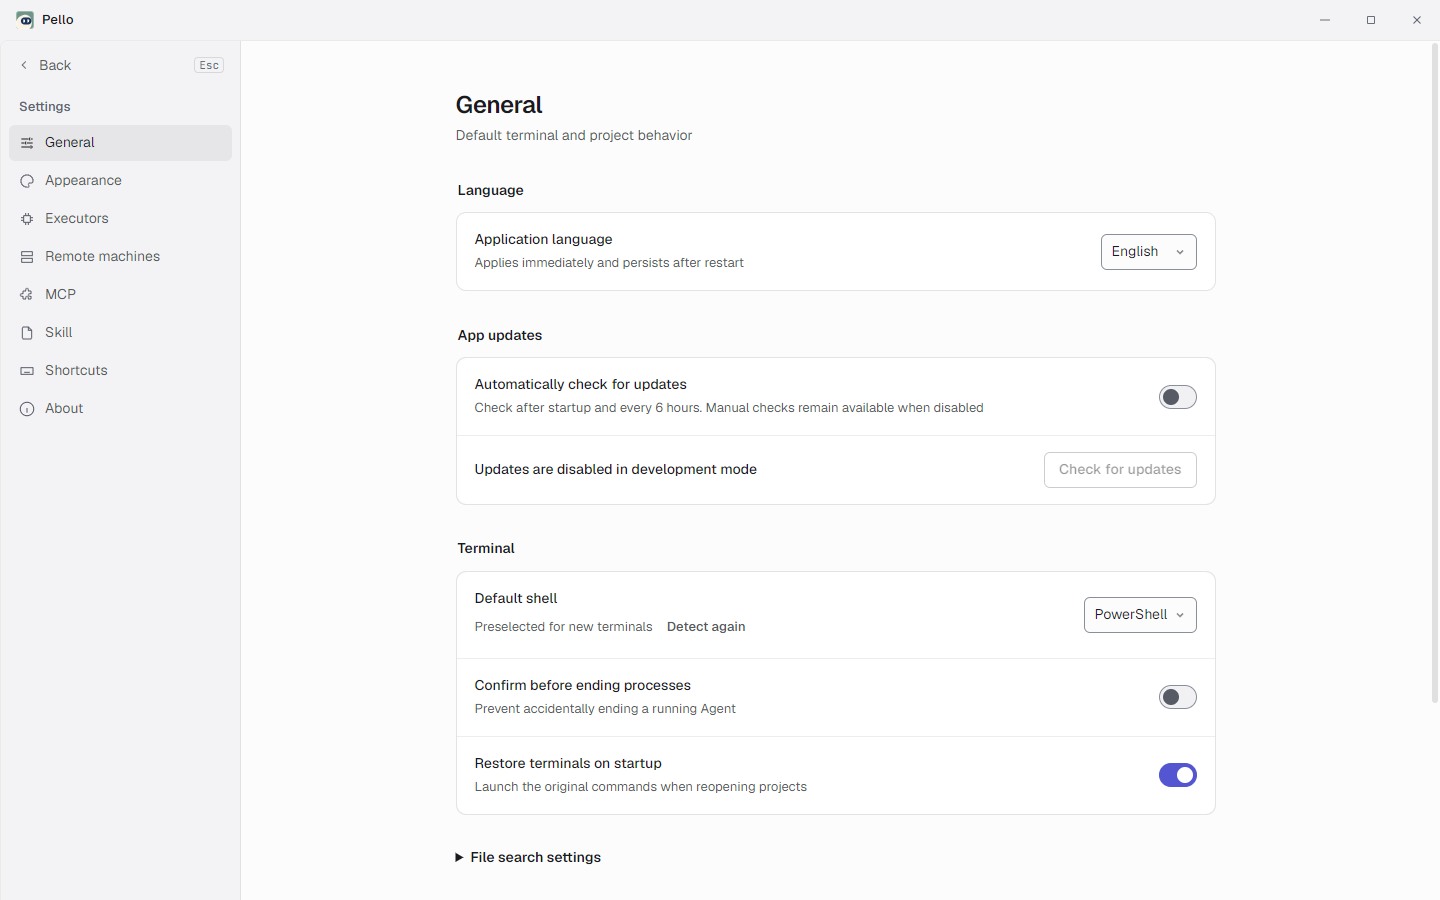 Pello
Back
Esc
Settings
General
Appearance
Executors
Remote machines
MCP
Skill
Shortcuts
About
General
Default terminal and project behavior
Language
Application language
Applies immediately and persists after restart
English
App updates
Automatically check for updates
Check after startup and every 6 hours. Manual checks remain available when disabled
Updates are disabled in development mode
Check for updates
Terminal
Default shell
Preselected for new terminals Detect again
PowerShell
Confirm before ending processes
Prevent accidentally ending a running Agent
Restore terminals on startup
Launch the original commands when reopening projects
File search settings